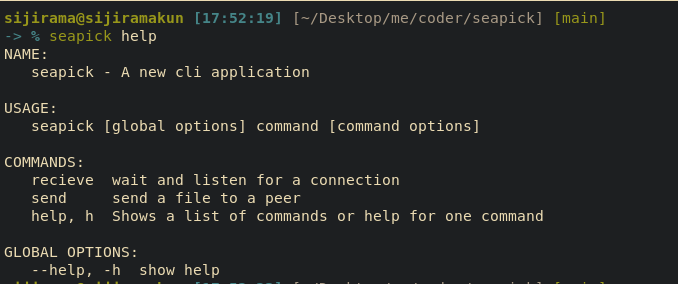 sijirama@sijiramakun [17:52:19] [~/Desktop/me/coder/seapick] [main]
-> % seapick help
NAME:
   seapick - A new cli application

USAGE:
   seapick [global options] command [command options]

COMMANDS:
   recieve  wait and listen for a connection
   send     send a file to a peer
   help, h  Shows a list of commands or help for one command

GLOBAL OPTIONS:
   --help, -h  show help